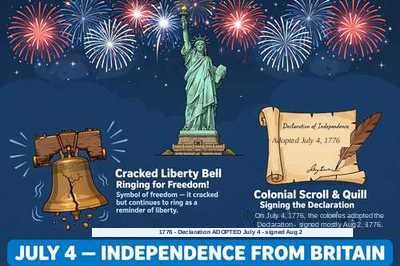 Declaration of Independence
Adopted July 4, 1776
Cracked Liberty Bell
Ringing for Freedom!
Symbol of freedom — it cracked
but continues to ring as a
reminder of liberty.
Colonial Scroll & Quill
Signing the Declaration
On July 4, 1776, the colonies adopted the
Declaration - signed mostly Aug 2, 1776.
1776 - Declaration ADOPTED July 4 - signed Aug 2
JULY 4 — INDEPENDENCE FROM BRITAIN